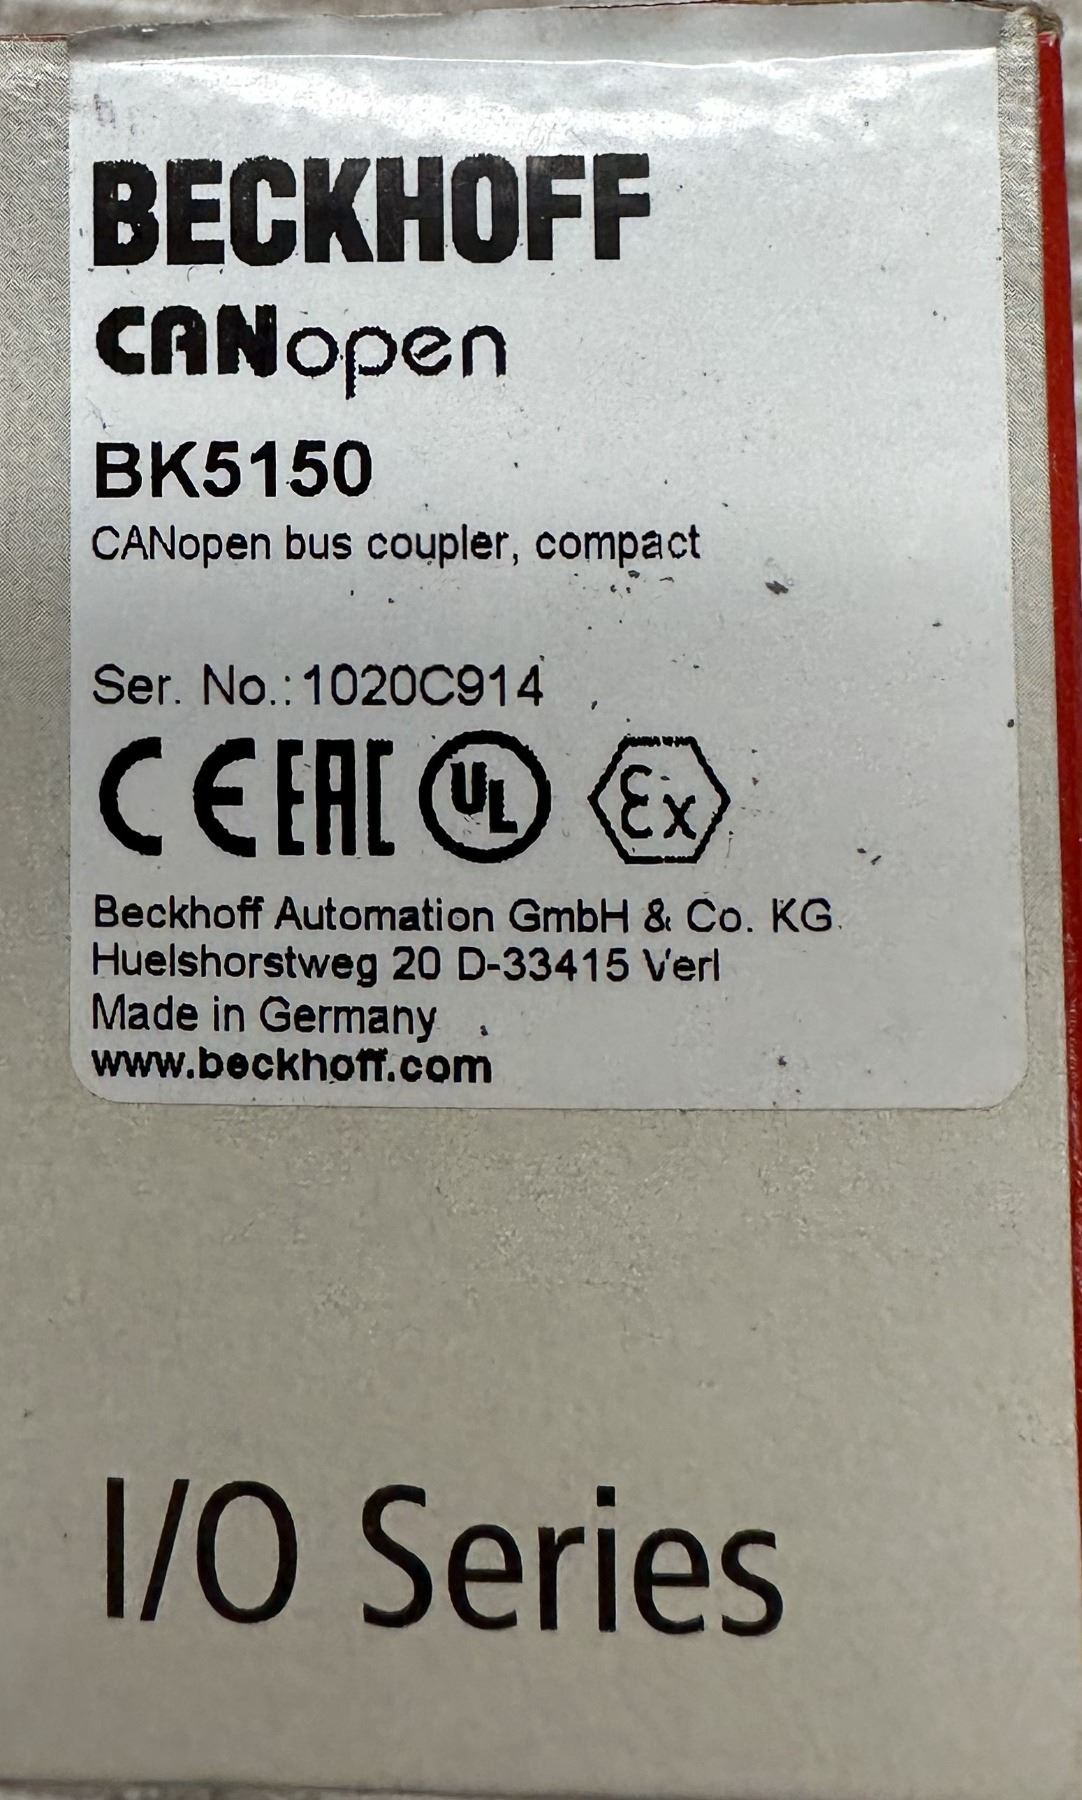 BECKHOFF
CANopen
BK5150
CANopen bus coupler, compact
Ser. No.: 1020C914
CE EAC UL Ex
Beckhoff Automation GmbH & Co. KG
Huelshorstweg 20 D-33415 Verl
Made in Germany
www.beckhoff.com
I/O Series